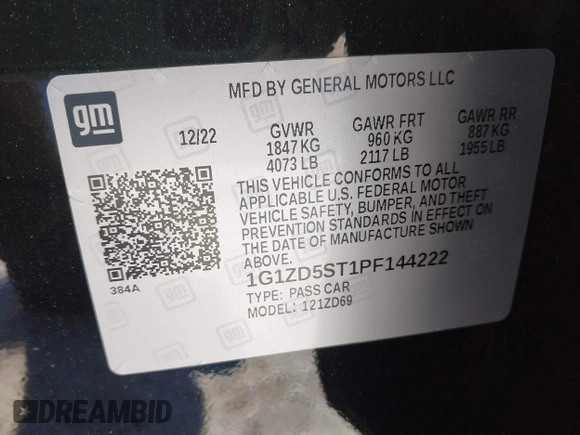 gm
MFD BY GENERAL MOTORS LLC
12/22
GVWR
1847 KG
4073 LB
GAWR FRT
960 KG
2117 LB
GAWR RR
887 KG
1955 LB
THIS VEHICLE CONFORMS TO ALL
APPLICABLE U.S. FEDERAL MOTOR
VEHICLE SAFETY, BUMPER, AND THEFT
PREVENTION STANDARDS IN EFFECT ON
THE DATE OF MANUFACTURE SHOWN
ABOVE.
384A
1G1ZD5ST1PF144222
TYPE: PASS CAR
MODEL: 121ZD69
DREAMBID